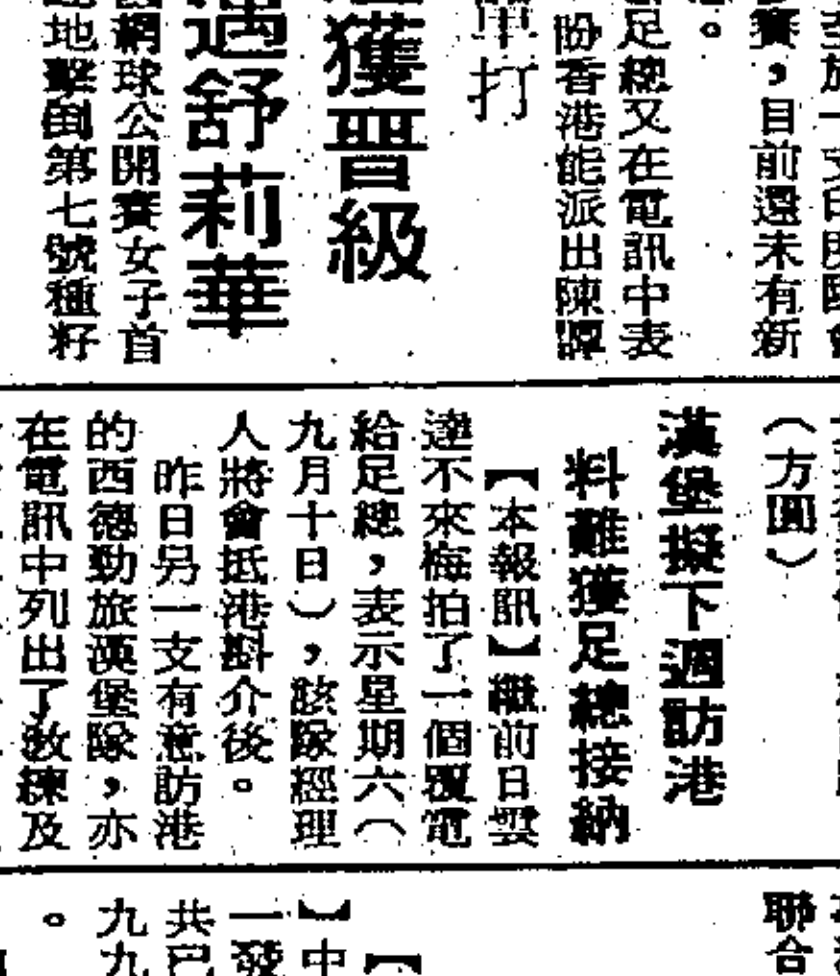 賽,目前還未有新
足總又在電訊中表
盼香港能派出陳譚
單打
獲晋級
遇舒莉華
網球公開賽女子首
地擊倒第七號種籽
(方圓)
漢堡擬下週訪港
料難獲足總接納
【本報訊】繼前日雲
達不來梅拍了一個覆電
給足總,表示星期六(
九月十日),該隊經理
人將會抵港斟介後。
昨日另一支有意訪港
的西德勁旅漢堡隊,亦
在電訊中列出了教練及
聯合
【
】中
一發
共已
九九
。